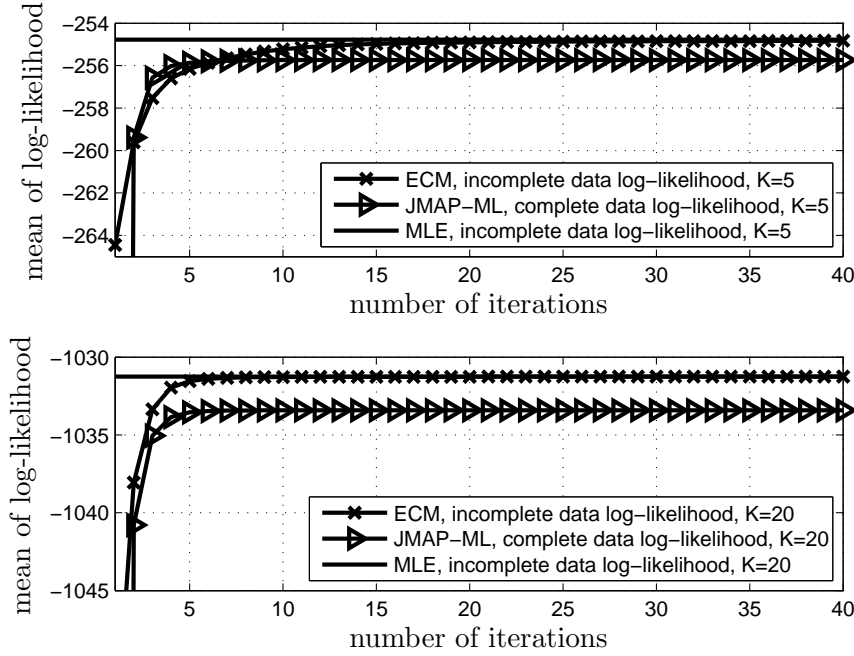 −254
−256
−258
−260
−262
−264
mean of log-likelihood
ECM, incomplete data log−likelihood, K=5
JMAP−ML, complete data log−likelihood, K=5
MLE, incomplete data log−likelihood, K=5
5 10 15 20 25 30 35 40
number of iterations
−1030
−1035
−1040
−1045
mean of log-likelihood
ECM, incomplete data log−likelihood, K=20
JMAP−ML, complete data log−likelihood, K=20
MLE, incomplete data log−likelihood, K=20
5 10 15 20 25 30 35 40
number of iterations